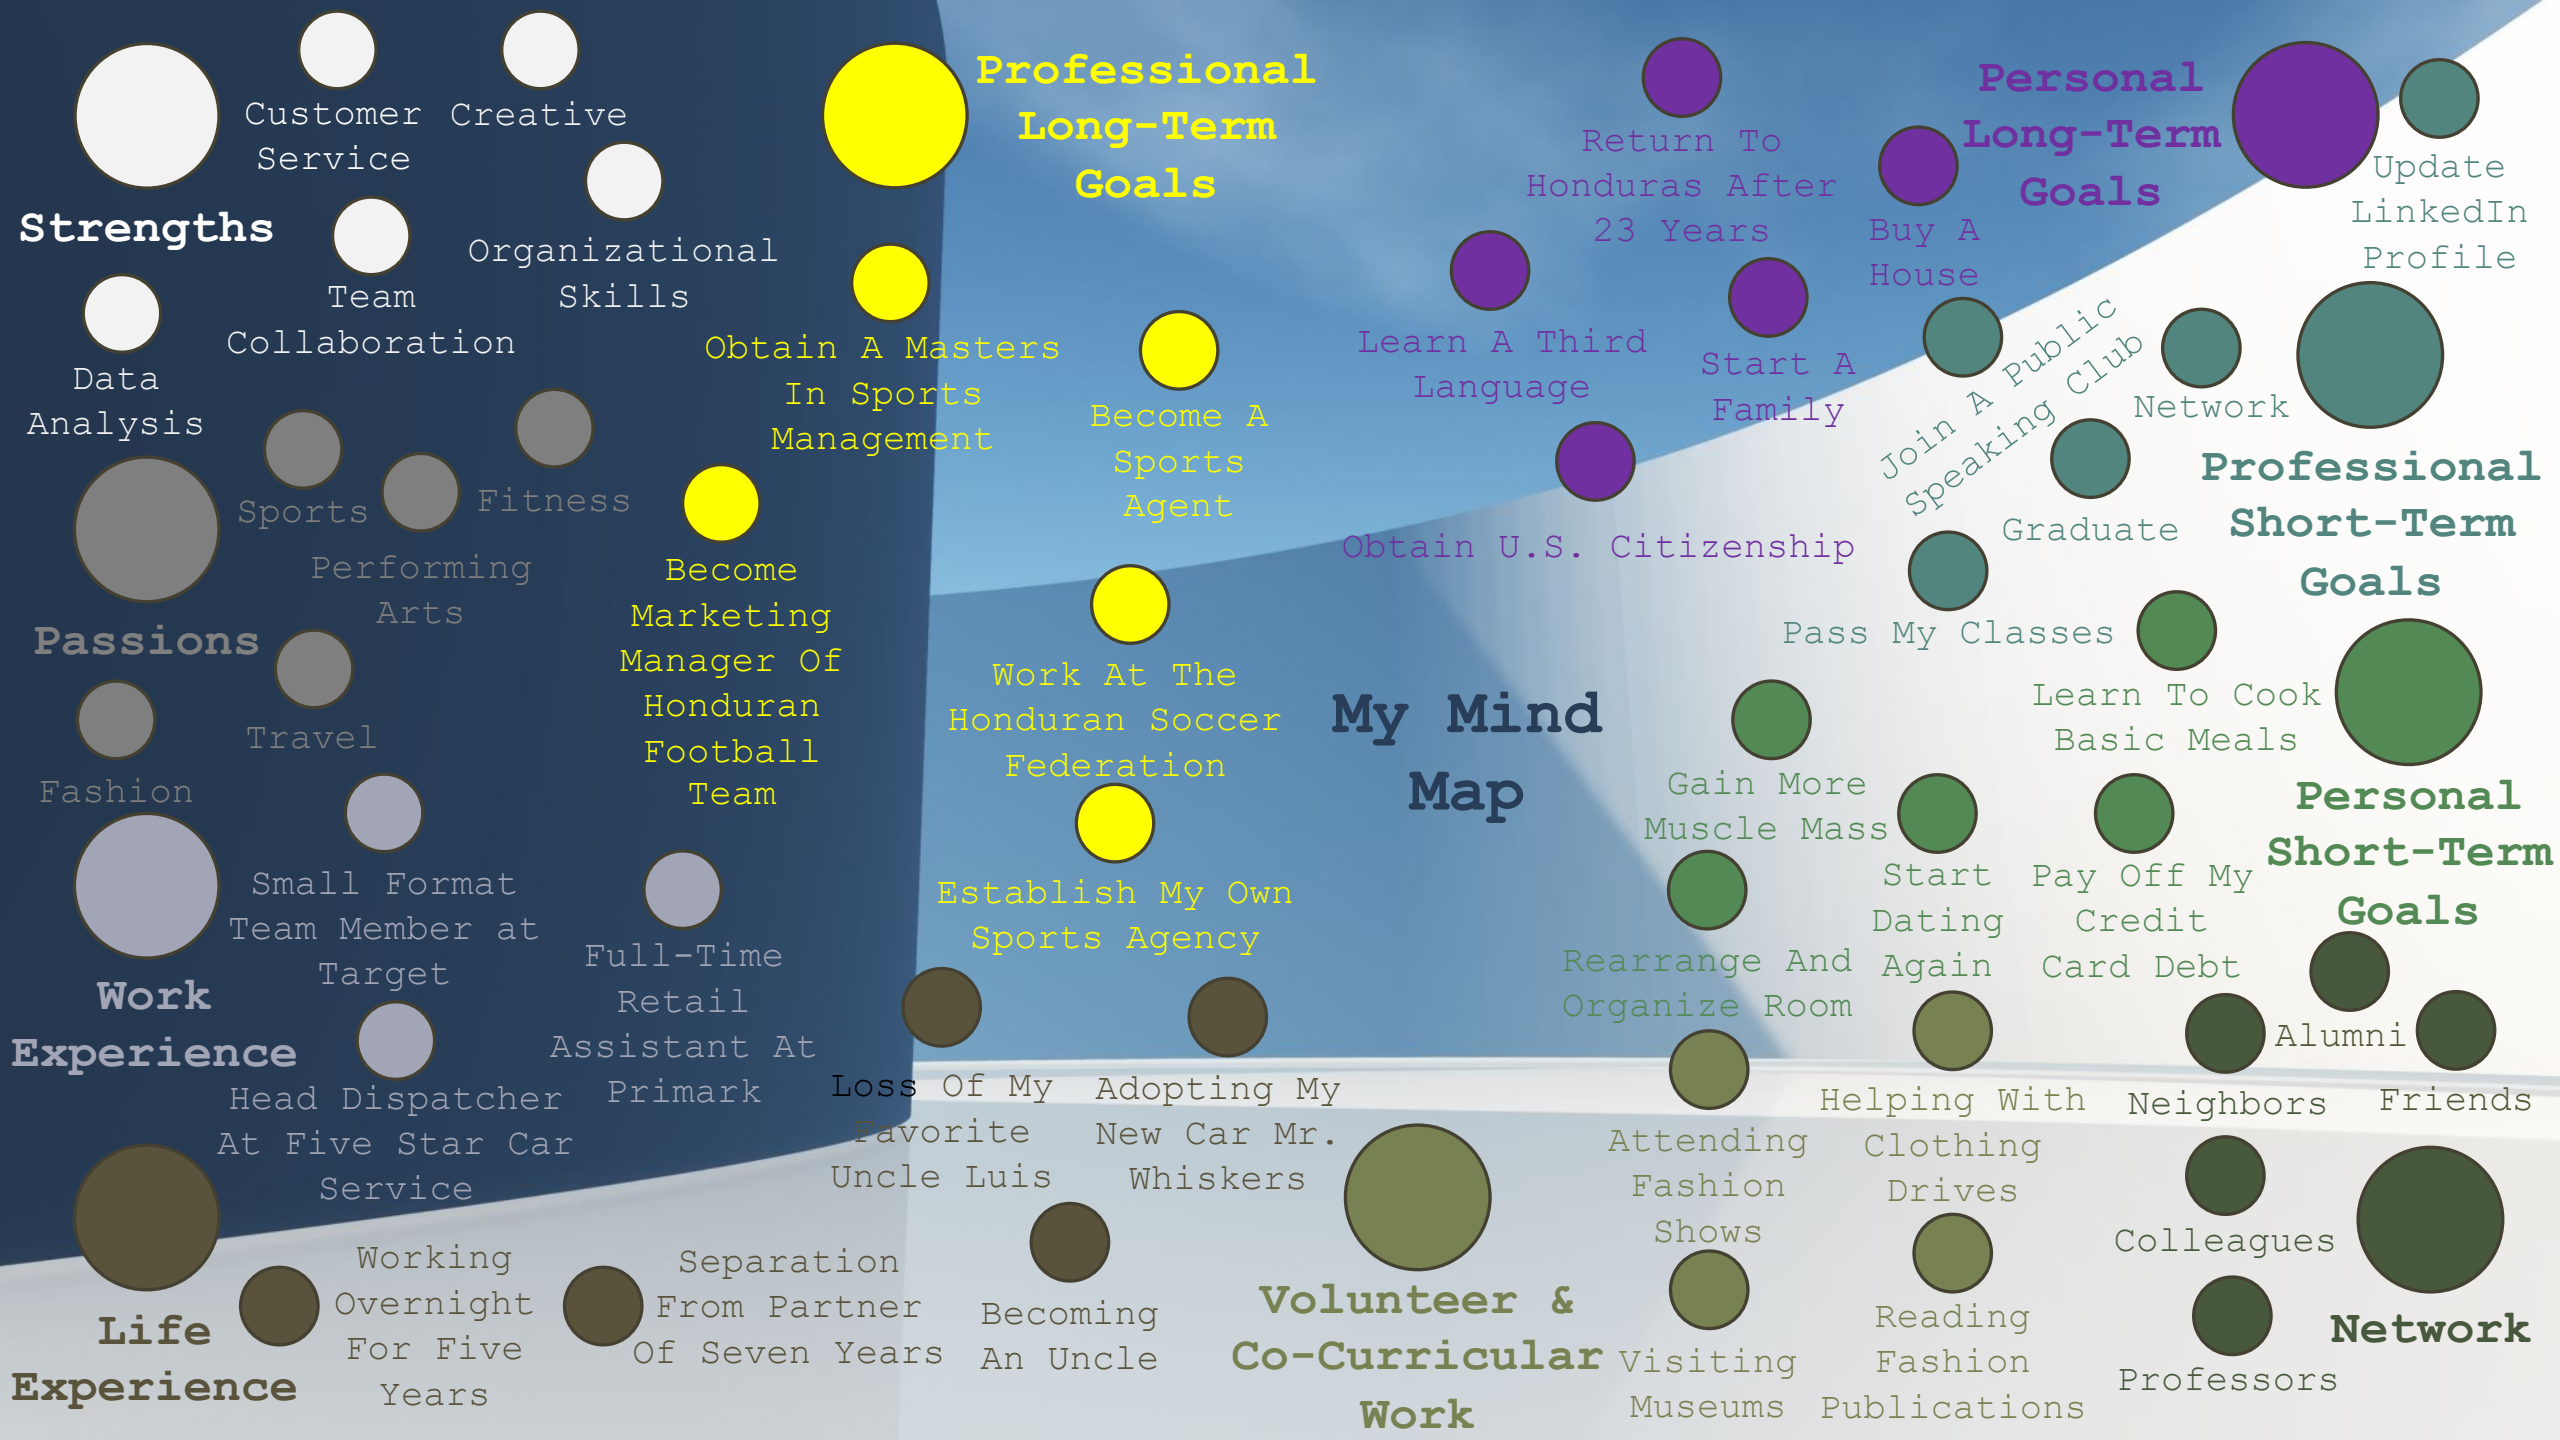 Strengths
Customer
Service
Creative
Team
Collaboration
Organizational
Skills
Data
Analysis
Passions
Sports
Performing
Arts
Fitness
Travel
Fashion
Work
Experience
Small Format
Team Member at
Target
Full-Time
Retail
Assistant At
Primark
Head Dispatcher
At Five Star Car
Service
Life
Experience
Working
Overnight
For Five
Years
Separation
From Partner
Of Seven Years
Loss Of My
Favorite
Uncle Luis
Adopting My
New Car Mr.
Whiskers
Becoming
An Uncle
Professional
Long-Term
Goals
Obtain A Masters
In Sports
Management
Become A
Sports
Agent
Become
Marketing
Manager Of
Honduran
Football
Team
Work At The
Honduran Soccer
Federation
Establish My Own
Sports Agency
My Mind
Map
Personal
Long-Term
Goals
Return To
Honduras After
23 Years
Buy A
House
Learn A Third
Language
Start A
Family
Obtain U.S. Citizenship
Professional
Short-Term
Goals
Update
LinkedIn
Profile
Join A Public
Speaking Club
Network
Graduate
Pass My Classes
Personal
Short-Term
Goals
Learn To Cook
Basic Meals
Gain More
Muscle Mass
Start
Dating
Again
Pay Off My
Credit
Card Debt
Rearrange And
Organize Room
Volunteer &
Co-Curricular
Work
Attending
Fashion
Shows
Helping With
Clothing
Drives
Visiting
Museums
Reading
Fashion
Publications
Network
Alumni
Friends
Neighbors
Colleagues
Professors